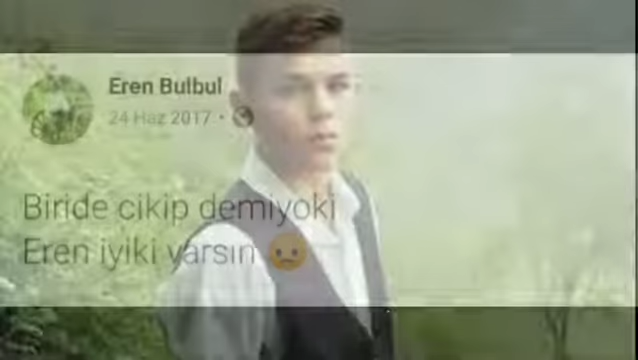 Eren Bulbul
24 Haz 2017 ·
Biride cikip demiyoki
Eren iyiki varsın 😞